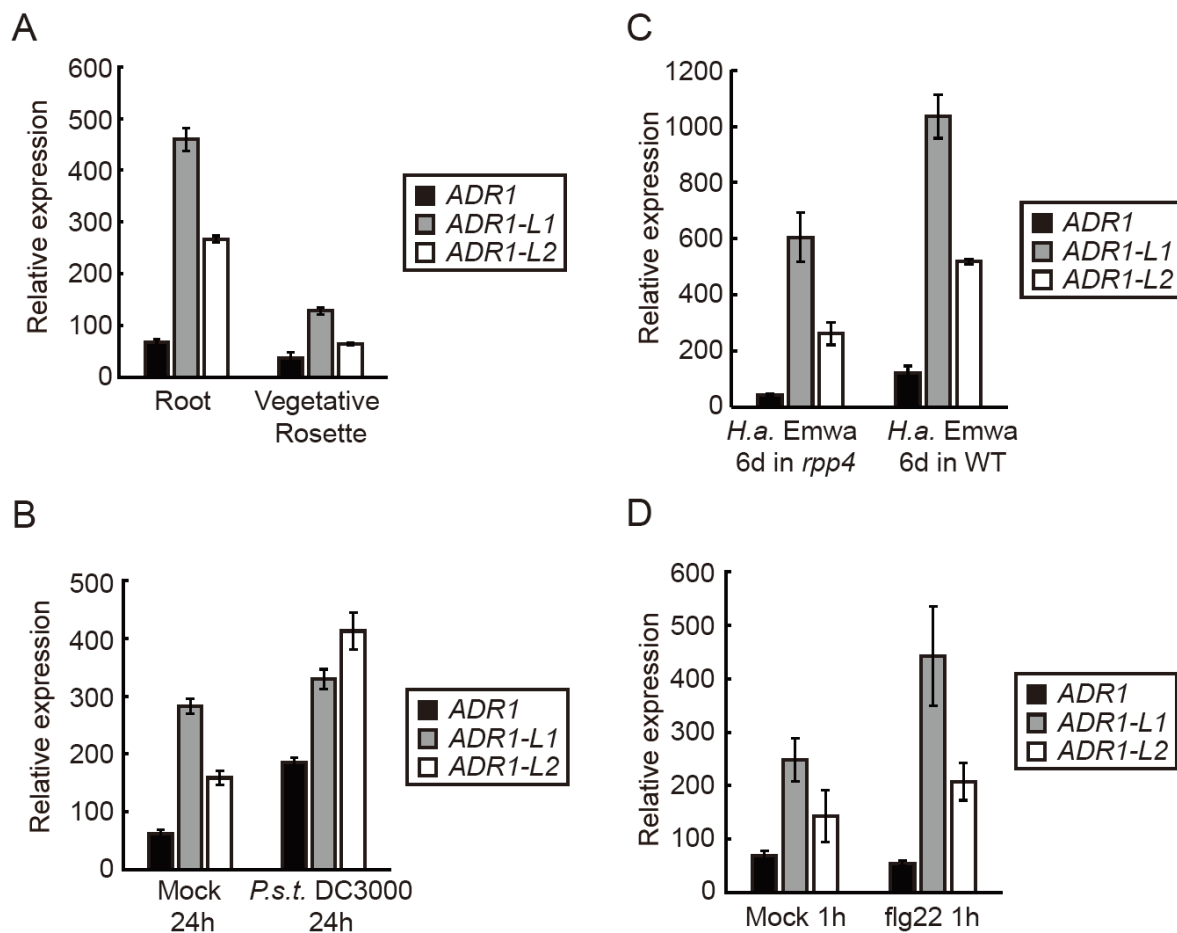 A
Relative expression
600
500
400
300
200
100
0
Root
Vegetative
Rosette
ADR1
ADR1-L1
ADR1-L2
B
Relative expression
500
400
300
200
100
0
Mock
24h
P.s.t. DC3000
24h
ADR1
ADR1-L1
ADR1-L2
C
Relative expression
1200
1000
800
600
400
200
0
H.a. Emwa
6d in rpp4
H.a. Emwa
6d in WT
ADR1
ADR1-L1
ADR1-L2
D
Relative expression
600
500
400
300
200
100
0
Mock 1h
flg22 1h
ADR1
ADR1-L1
ADR1-L2